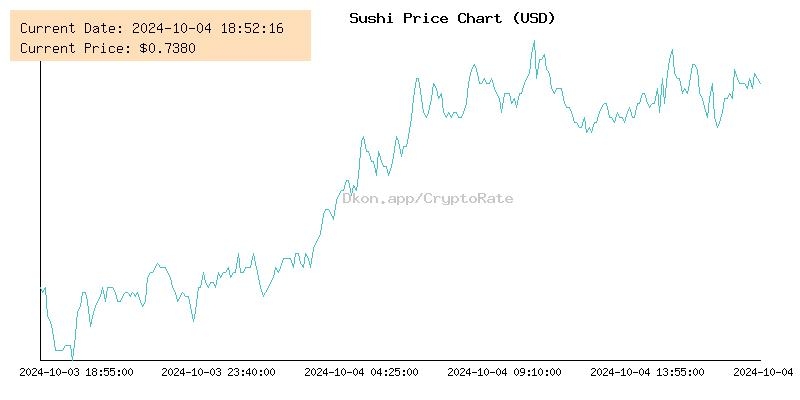 Sushi Price Chart (USD)
Current Date: 2024-10-04 18:52:16
Current Price: $0.7380
Dkon.app/CryptoRate
2024-10-03 18:55:00 2024-10-03 23:40:00 2024-10-04 04:25:00 2024-10-04 09:10:00 2024-10-04 13:55:00 2024-10-04